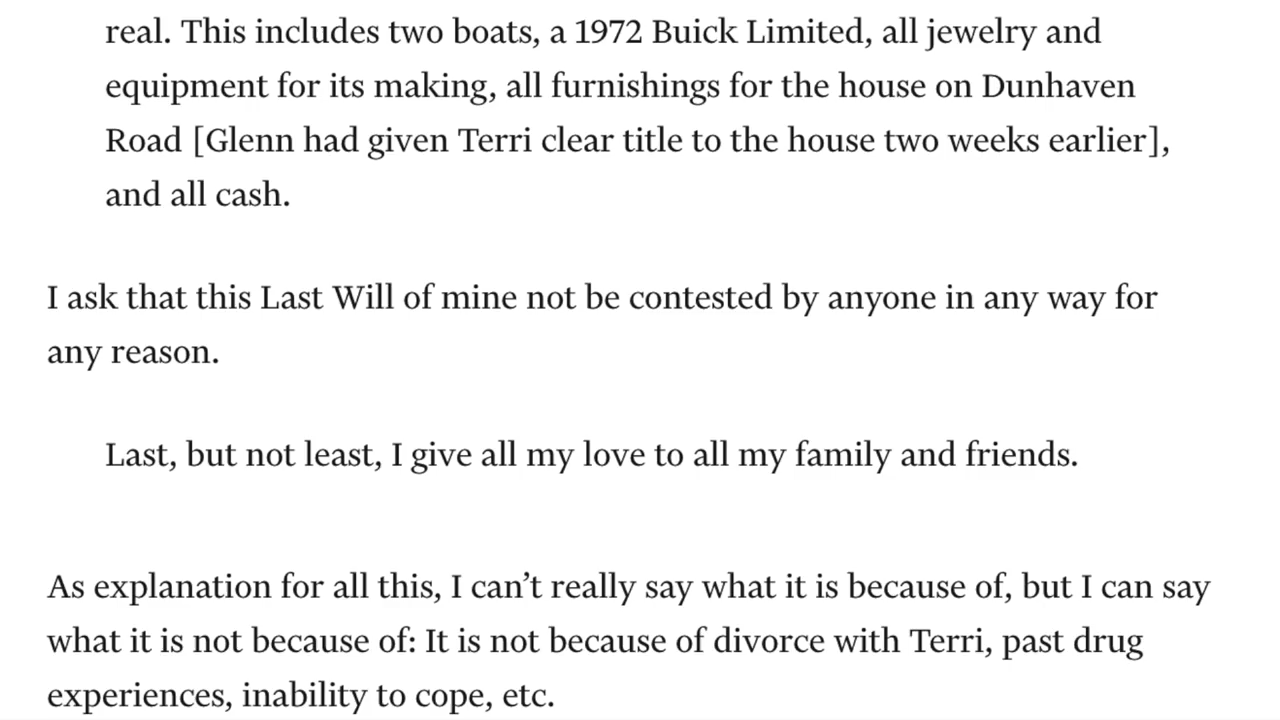 real. This includes two boats, a 1972 Buick Limited, all jewelry and
equipment for its making, all furnishings for the house on Dunhaven
Road [Glenn had given Terri clear title to the house two weeks earlier],
and all cash.
I ask that this Last Will of mine not be contested by anyone in any way for
any reason.
Last, but not least, I give all my love to all my family and friends.
As explanation for all this, I can’t really say what it is because of, but I can say
what it is not because of: It is not because of divorce with Terri, past drug
experiences, inability to cope, etc.